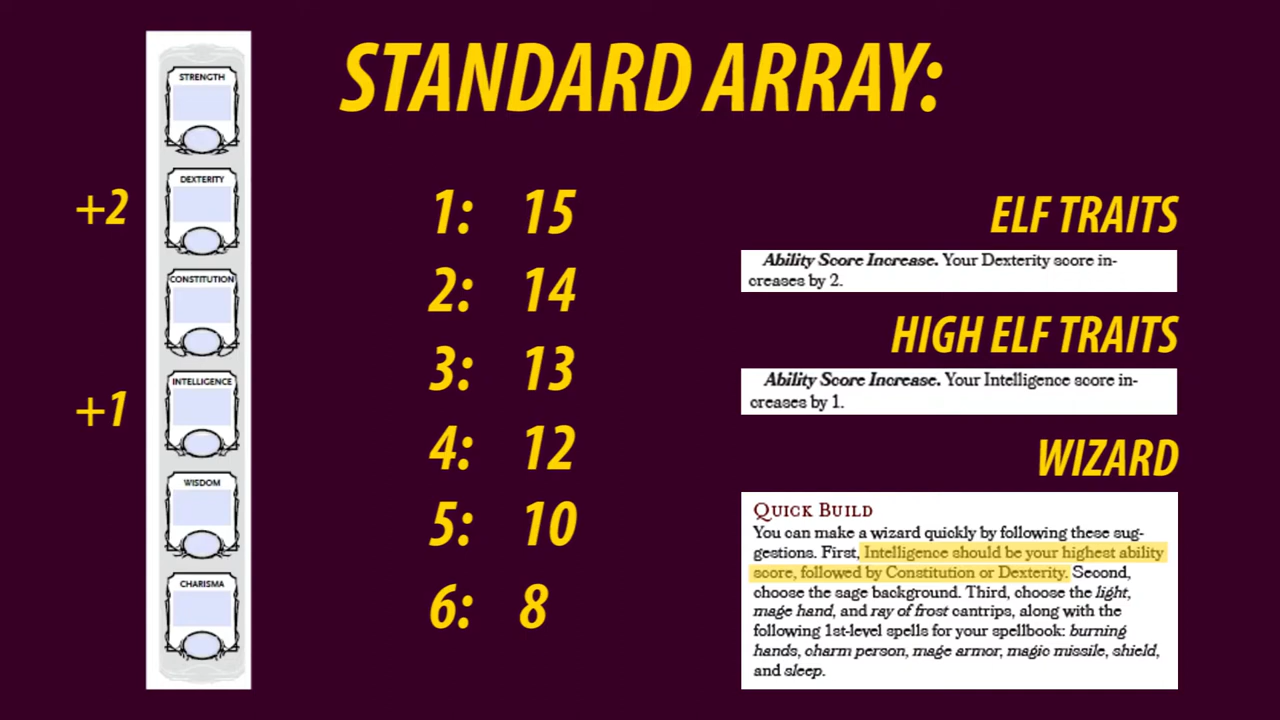 STANDARD ARRAY:
STRENGTH
DEXTERITY
CONSTITUTION
INTELLIGENCE
WISDOM
CHARISMA
+2
+1
1: 15
2: 14
3: 13
4: 12
5: 10
6: 8
ELF TRAITS
Ability Score Increase. Your Dexterity score in-
creases by 2.
HIGH ELF TRAITS
Ability Score Increase. Your Intelligence score in-
creases by 1.
WIZARD
QUICK BUILD
You can make a wizard quickly by following these sug-
gestions. First, Intelligence should be your highest ability
score, followed by Constitution or Dexterity. Second,
choose the sage background. Third, choose the light,
mage hand, and ray of frost cantrips, along with the
following 1st-level spells for your spellbook: burning
hands, charm person, mage armor, magic missile, shield,
and sleep.